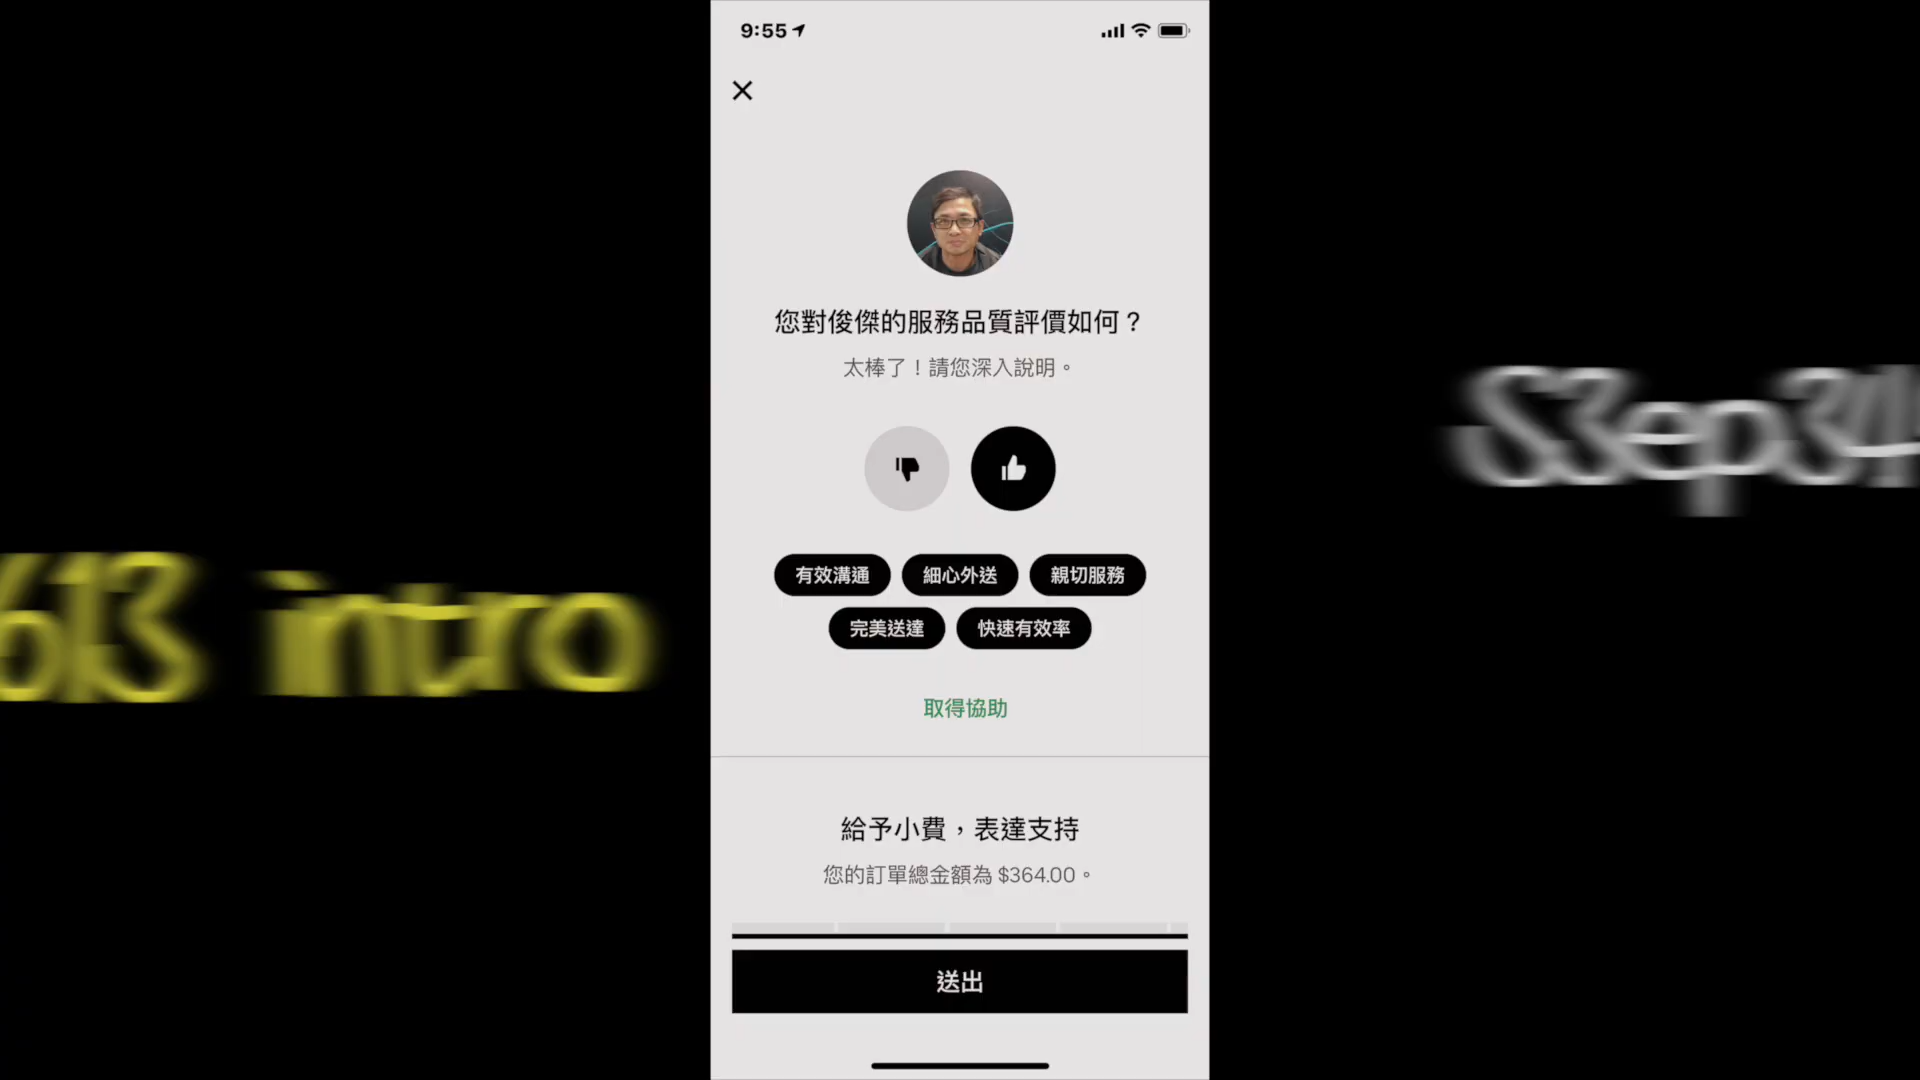 9:55
您對俊傑的服務品質評價如何？
太棒了！請您深入說明。
有效溝通 細心外送 親切服務
完美送達 快速有效率
613 intro
取得協助
給予小費，表達支持
您的訂單總金額為 $364.00。
送出